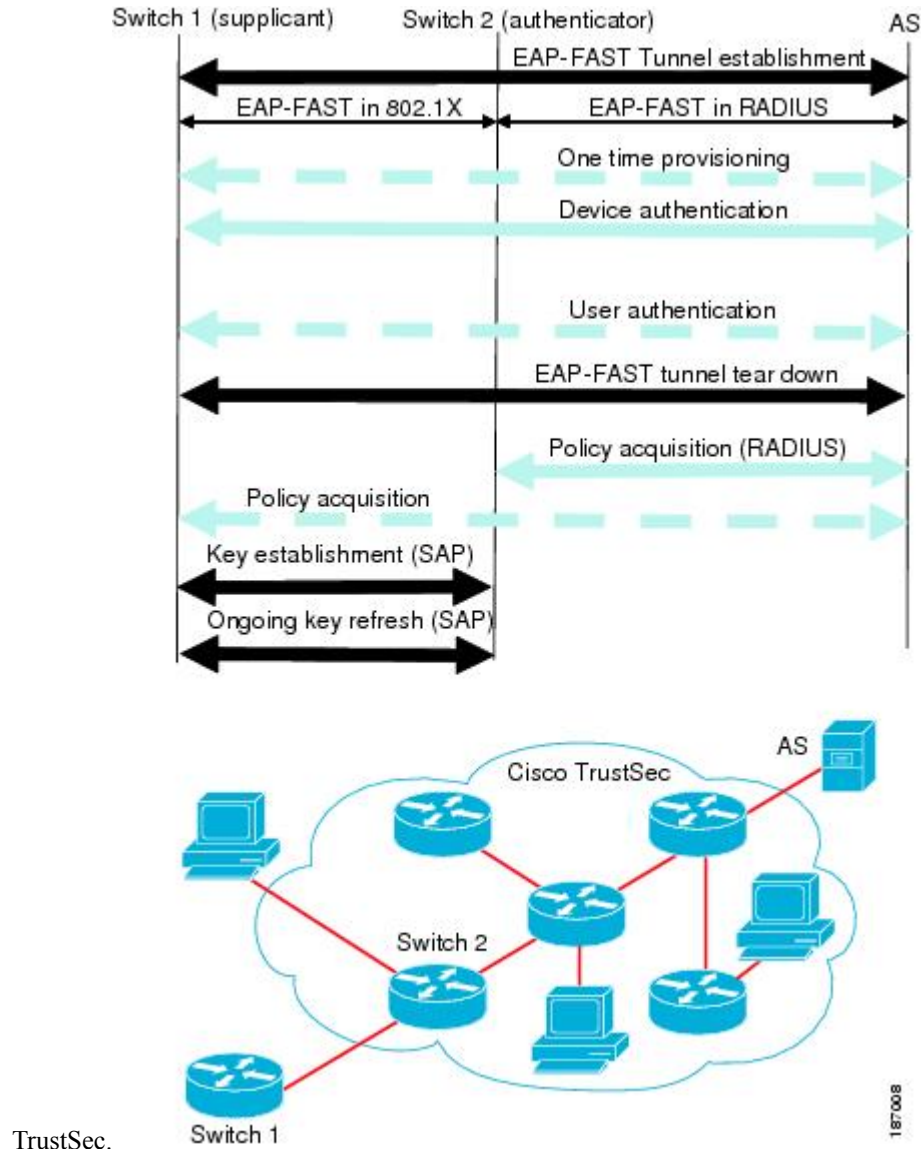 Switch 1 (supplicant) Switch 2 (authenticator) AS
EAP-FAST Tunnel establishment
EAP-FAST in 802.1X EAP-FAST in RADIUS
One time provisioning
Device authentication
User authentication
EAP-FAST tunnel tear down
Policy acquisition (RADIUS)
Policy acquisition
Key establishment (SAP)
Ongoing key refresh (SAP)
AS
Cisco TrustSec
Switch 2
Switch 1
187008
TrustSec.